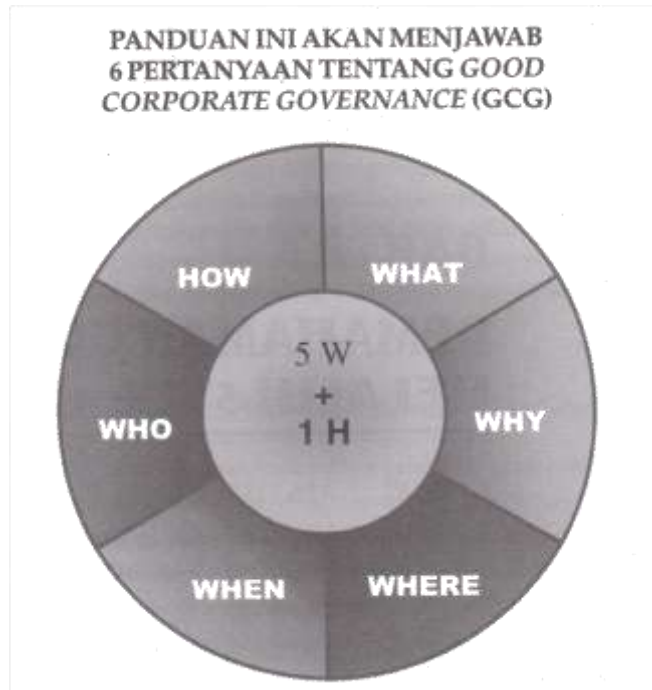 PANDUAN INI AKAN MENJAWAB
6 PERTANYAAN TENTANG GOOD
CORPORATE GOVERNANCE (GCG)
HOW
WHAT
5 W
+
1 H
WHO
WHY
WHEN
WHERE